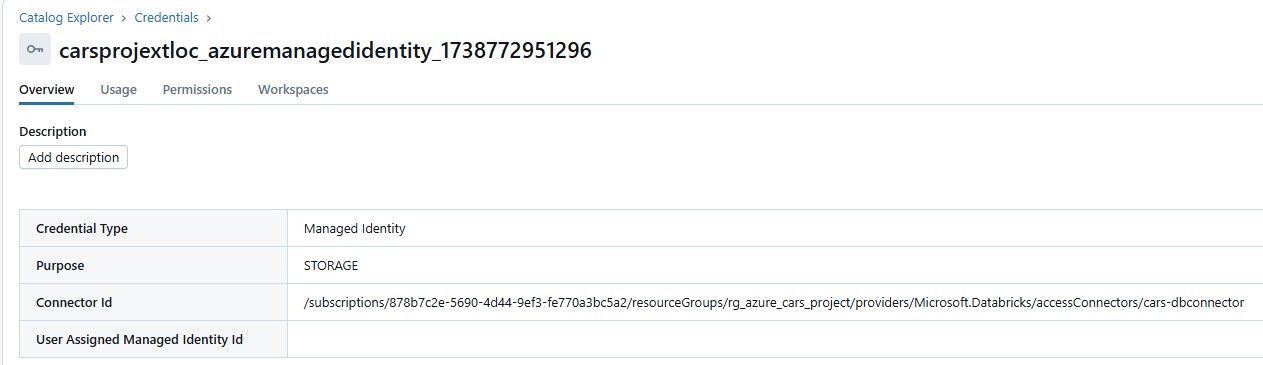 Catalog Explorer > Credentials >
carsprojextloc_azuremanagedidentity_1738772951296
Overview Usage Permissions Workspaces
Description
Add description
Credential Type Managed Identity
Purpose STORAGE
Connector Id /subscriptions/878b7c2e-5690-4d44-9ef3-fe770a3bc5a2/resourceGroups/rg_azure_cars_project/providers/Microsoft.Databricks/accessConnectors/cars-dbconnector
User Assigned Managed Identity Id